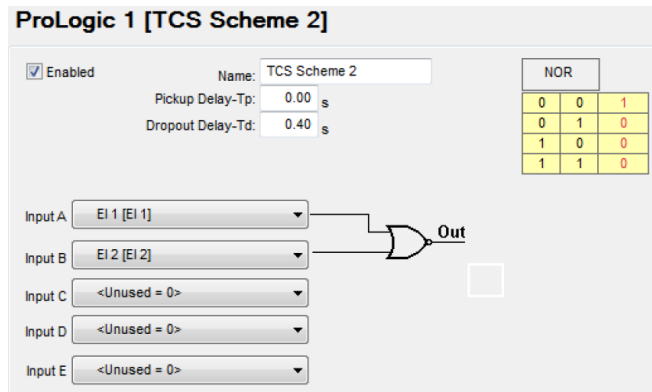 ProLogic 1 [TCS Scheme 2]
Enabled
Name: TCS Scheme 2
Pickup Delay-Tp: 0.00 s
Dropout Delay-Td: 0.40 s
NOR
0 0 1
0 1 0
1 0 0
1 1 0
Input A EI 1 [EI 1]
Out
Input B EI 2 [EI 2]
Input C <Unused = 0>
Input D <Unused = 0>
Input E <Unused = 0>